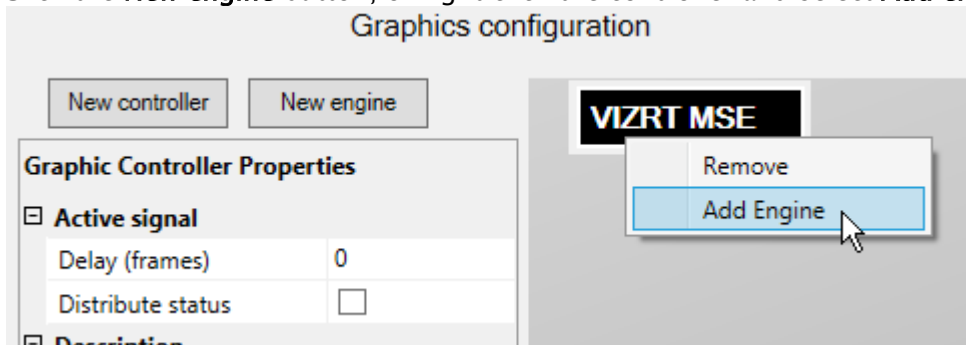 Graphics configuration
New controller New engine
VIZRT MSE
Remove
Add Engine
Graphic Controller Properties
Active signal
Delay (frames) 0
Distribute status
Description